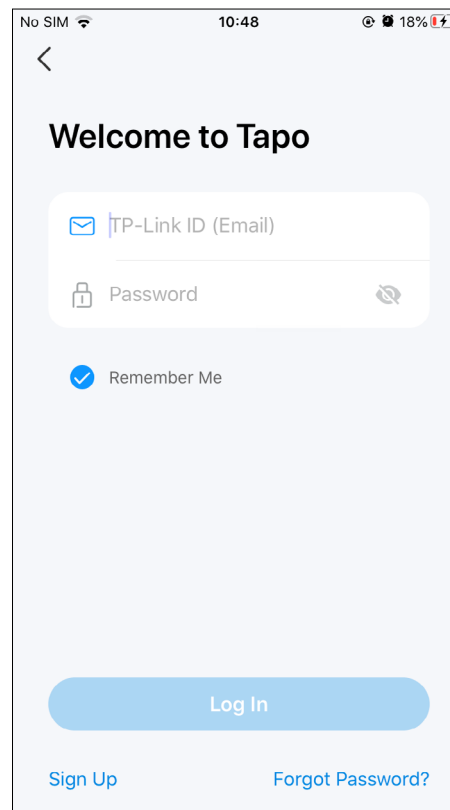 No SIM 10:48 18%
Welcome to Tapo
TP-Link ID (Email)
Password
Remember Me
Log In
Sign Up Forgot Password?